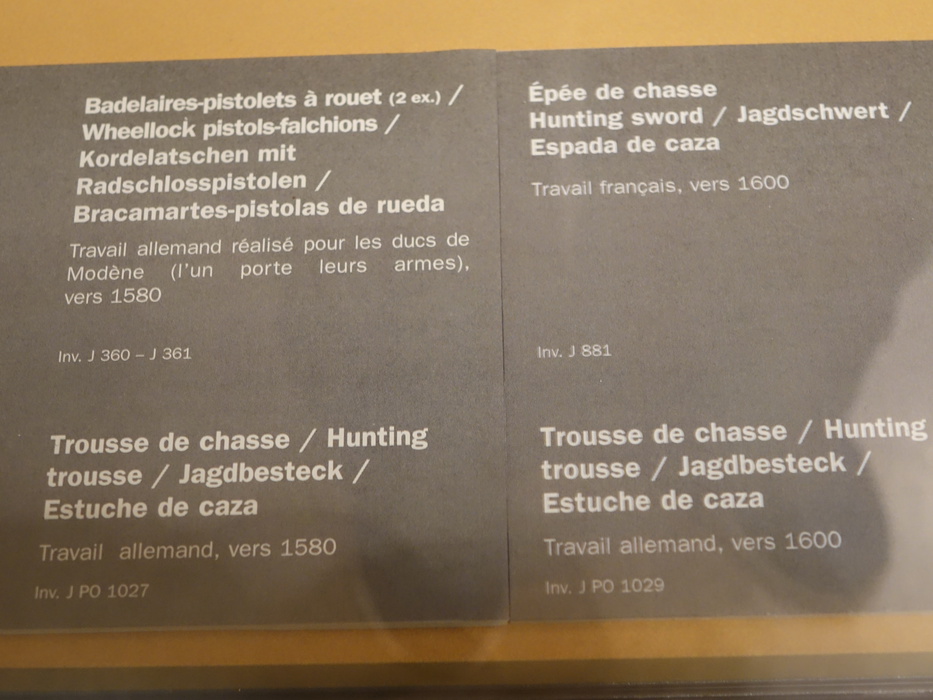 Badelaires-pistolets à rouet (2 ex.) /
Wheellock pistols-falchions /
Kordelatschen mit
Radschlosspistolen /
Bracamartes-pistolas de rueda
Travail allemand réalisé pour les ducs de
Modène (l'un porte leurs armes),
vers 1580
Inv. J 360 – J 361
Trousse de chasse / Hunting
trousse / Jagdbesteck /
Estuche de caza
Travail allemand, vers 1580
Inv. J PO 1027
Épée de chasse
Hunting sword / Jagdschwert /
Espada de caza
Travail français, vers 1600
Inv. J 881
Trousse de chasse / Hunting
trousse / Jagdbesteck /
Estuche de caza
Travail allemand, vers 1600
Inv. J PO 1029